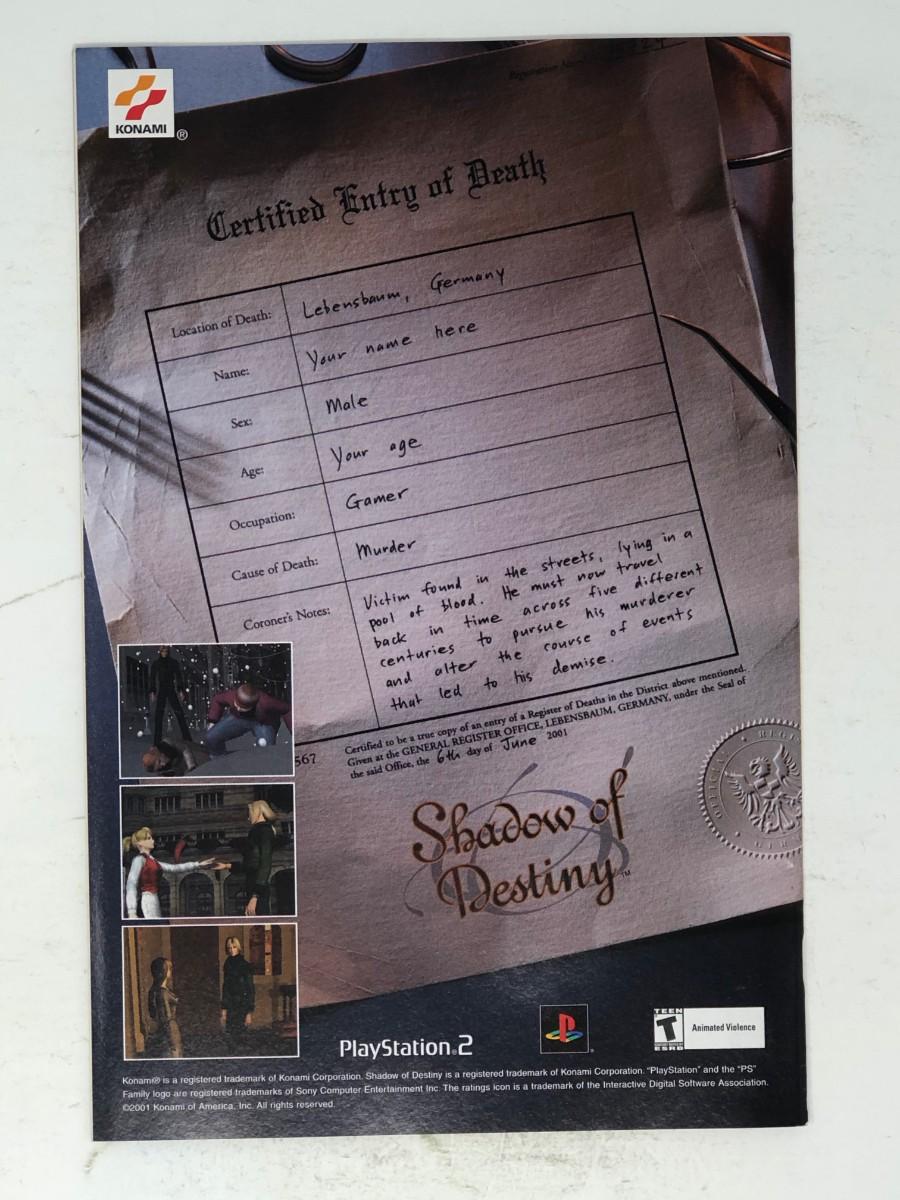 KONAMI ®
Registration
Certified Entry of Death
Location of Death: Lebensbaum, Germany
Name: Your name here
Sex: Male
Age: Your age
Occupation: Gamer
Cause of Death: Murder
Coroner's Notes: Victim found in the streets, lying in a
pool of blood. He must now travel
back in time across five different
centuries to pursue his murderer
and alter the course of events
that led to his demise.
567
Certified to be a true copy of an entry of a Register of Deaths in the District above mentioned.
Given at the GENERAL REGISTER OFFICE, LEBENSBAUM, GERMANY, under the Seal of
the said Office, the 6th day of June 2001
Shadow of
Destiny™
PlayStation®2
TEEN
T
ESRB
Animated Violence
Konami® is a registered trademark of Konami Corporation. Shadow of Destiny is a trademark of Konami Corporation. "PlayStation" and the "PS"
Family logo are registered trademarks of Sony Computer Entertainment Inc. The ratings icon is a trademark of the Interactive Digital Software Association.
©2001 Konami of America, Inc. All rights reserved.